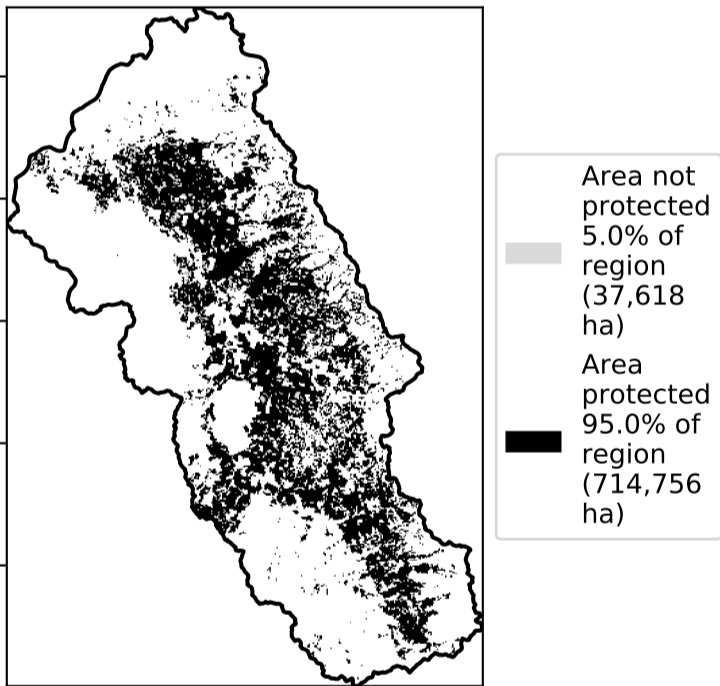 Area not
protected
5.0% of
region
(37,618
ha)
Area
protected
95.0% of
region
(714,756
ha)